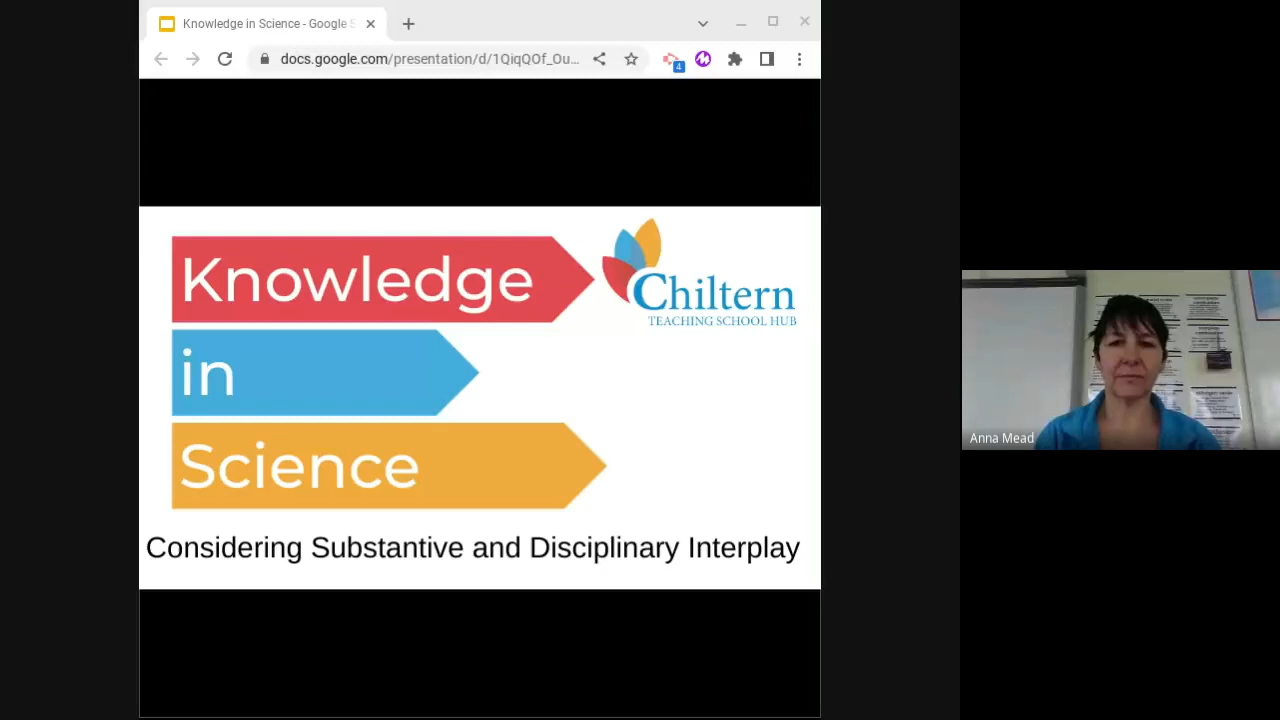 Knowledge in Science - Google S
docs.google.com/presentation/d/1QiqQOf_Ou...
4
Knowledge
in
Science
Chiltern
TEACHING SCHOOL HUB
Considering Substantive and Disciplinary Interplay
Anna Mead